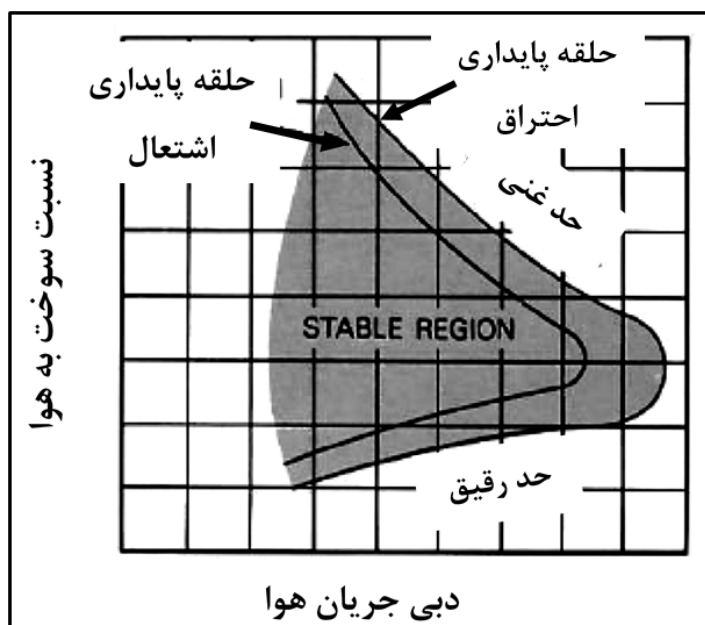 حلقه پایداری
احتراق
حلقه پایداری
اشتعال
حد غنی
نسبت سوخت به هوا
STABLE REGION
حد رقیق
دبی جریان هوا